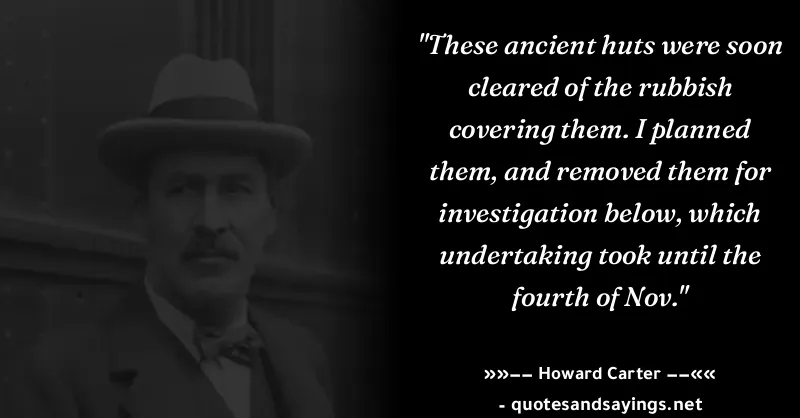 "These ancient huts were soon
cleared of the rubbish
covering them. I planned
them, and removed them for
investigation below, which
undertaking took until the
fourth of Nov."
»»−− Howard Carter −−««
- quotesandsayings.net